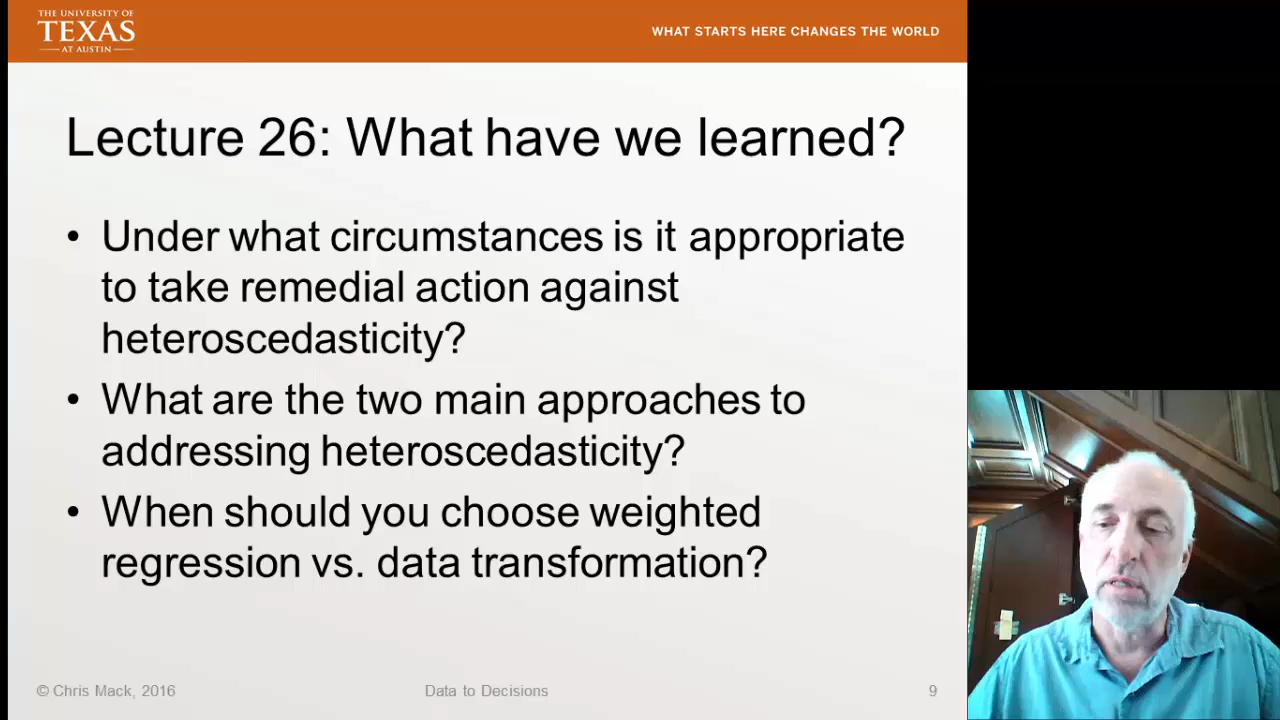 THE UNIVERSITY OF
TEXAS
AT AUSTIN
WHAT STARTS HERE CHANGES THE WORLD
Lecture 26: What have we learned?
• Under what circumstances is it appropriate
to take remedial action against
heteroscedasticity?
• What are the two main approaches to
addressing heteroscedasticity?
• When should you choose weighted
regression vs. data transformation?
© Chris Mack, 2016
Data to Decisions
9